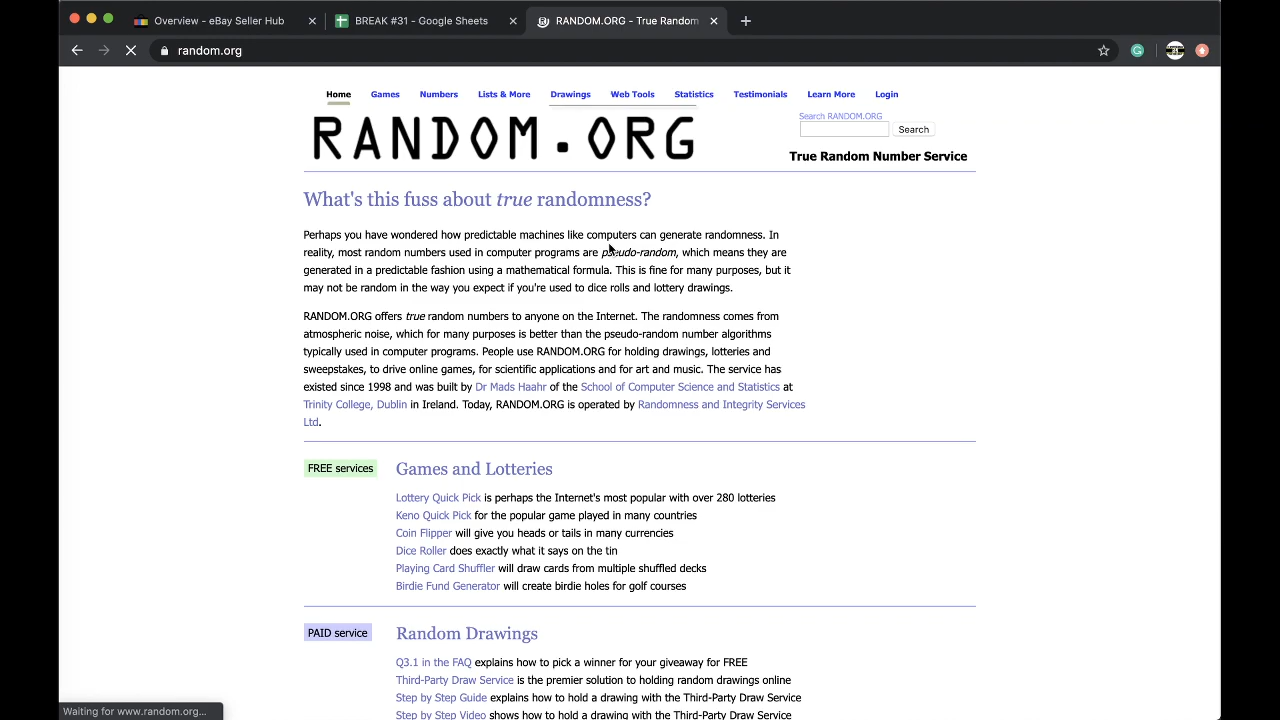 Overview - eBay Seller Hub
BREAK #31 - Google Sheets
RANDOM.ORG - True Random
random.org
Home Games Numbers Lists & More Drawings Web Tools Statistics Testimonials Learn More Login
RANDOM.ORG
Search RANDOM.ORG
Search
True Random Number Service
What's this fuss about true randomness?
Perhaps you have wondered how predictable machines like computers can generate randomness. In
reality, most random numbers used in computer programs are pseudo-random, which means they are
generated in a predictable fashion using a mathematical formula. This is fine for many purposes, but it
may not be random in the way you expect if you're used to dice rolls and lottery drawings.
RANDOM.ORG offers true random numbers to anyone on the Internet. The randomness comes from
atmospheric noise, which for many purposes is better than the pseudo-random number algorithms
typically used in computer programs. People use RANDOM.ORG for holding drawings, lotteries and
sweepstakes, to drive online games, for scientific applications and for art and music. The service has
existed since 1998 and was built by Dr Mads Haahr of the School of Computer Science and Statistics at
Trinity College, Dublin in Ireland. Today, RANDOM.ORG is operated by Randomness and Integrity Services
Ltd.
FREE services
Games and Lotteries
Lottery Quick Pick is perhaps the Internet's most popular with over 280 lotteries
Keno Quick Pick for the popular game played in many countries
Coin Flipper will give you heads or tails in many currencies
Dice Roller does exactly what it says on the tin
Playing Card Shuffler will draw cards from multiple shuffled decks
Birdie Fund Generator will create birdie holes for golf courses
PAID service
Random Drawings
Q3.1 in the FAQ explains how to pick a winner for your giveaway for FREE
Third-Party Draw Service is the premier solution to holding random drawings online
Step by Step Guide explains how to hold a drawing with the Third-Party Draw Service
Step by Step Video shows how to hold a drawing with the Third-Party Draw Service
Waiting for www.random.org...